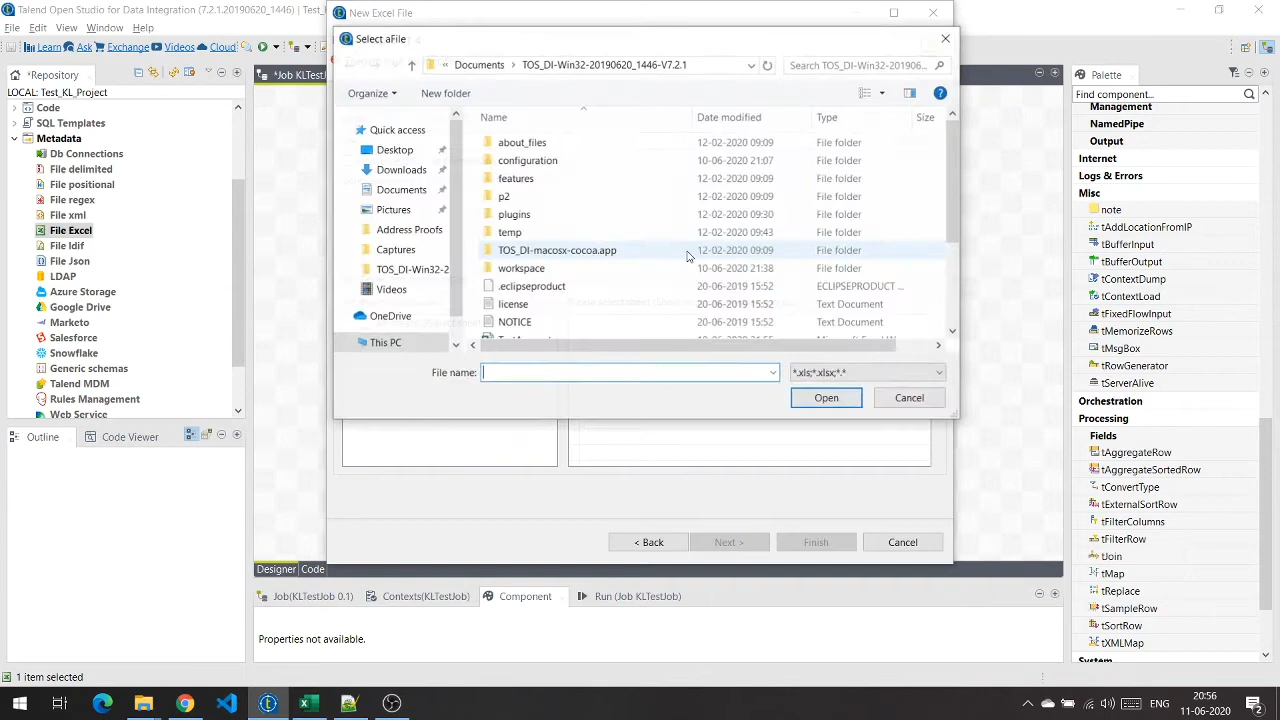 Talend Open Studio for Data Integration (7.2.1.20190620_1446)
New Excel File
File Edit View Window Help
Learn Ask Exchange Videos Cloud
Select aFile
*Repository
*Job KLTestJ
Palette
LOCAL: Test_KL_Project
Documents TOS_DI-Win32-20190620_1446-V7.2.1
Search TOS_DI-Win32-201906...
Find component...
Organize New folder
Code
SQL Templates
Metadata
Db Connections
File delimited
File positional
File regex
File xml
File Excel
File ldif
File Json
LDAP
Azure Storage
Google Drive
Marketo
Salesforce
Snowflake
Generic schemas
Talend MDM
Rules Management
Web Service
Quick access
Desktop
Downloads
Documents
Pictures
Address Proofs
Captures
TOS_DI-Win32-2
Videos
OneDrive
This PC
Name Date modified Type Size
about_files 12-02-2020 09:09 File folder
configuration 10-06-2020 21:07 File folder
features 12-02-2020 09:09 File folder
p2 12-02-2020 09:09 File folder
plugins 12-02-2020 09:30 File folder
temp 12-02-2020 09:43 File folder
TOS_DI-macosx-cocoa.app 12-02-2020 09:09 File folder
workspace 10-06-2020 21:38 File folder
.eclipseproduct 20-06-2019 15:52 ECLIPSEPRODUCT ...
license 20-06-2019 15:52 Text Document
NOTICE 20-06-2019 15:52 Text Document
File name: *.xls;*.xlsx;*.*
Open Cancel
< Back Next > Finish Cancel
Management
NamedPipe
Output
Internet
Logs & Errors
Misc
note
tAddLocationFromIP
tBufferInput
tBufferOutput
tContextDump
tContextLoad
tFixedFlowInput
tMemorizeRows
tMsgBox
tRowGenerator
tServerAlive
Orchestration
Processing
Fields
tAggregateRow
tAggregateSortedRow
tConvertType
tExternalSortRow
tFilterColumns
tFilterRow
tJoin
tMap
tReplace
tSampleRow
tSortRow
tXMLMap
System
Outline Code Viewer
Designer Code
Job(KLTestJob 0.1) Contexts(KLTestJob) Component Run (Job KLTestJob)
Properties not available.
1 item selected
ENG
20:56
11-06-2020
2